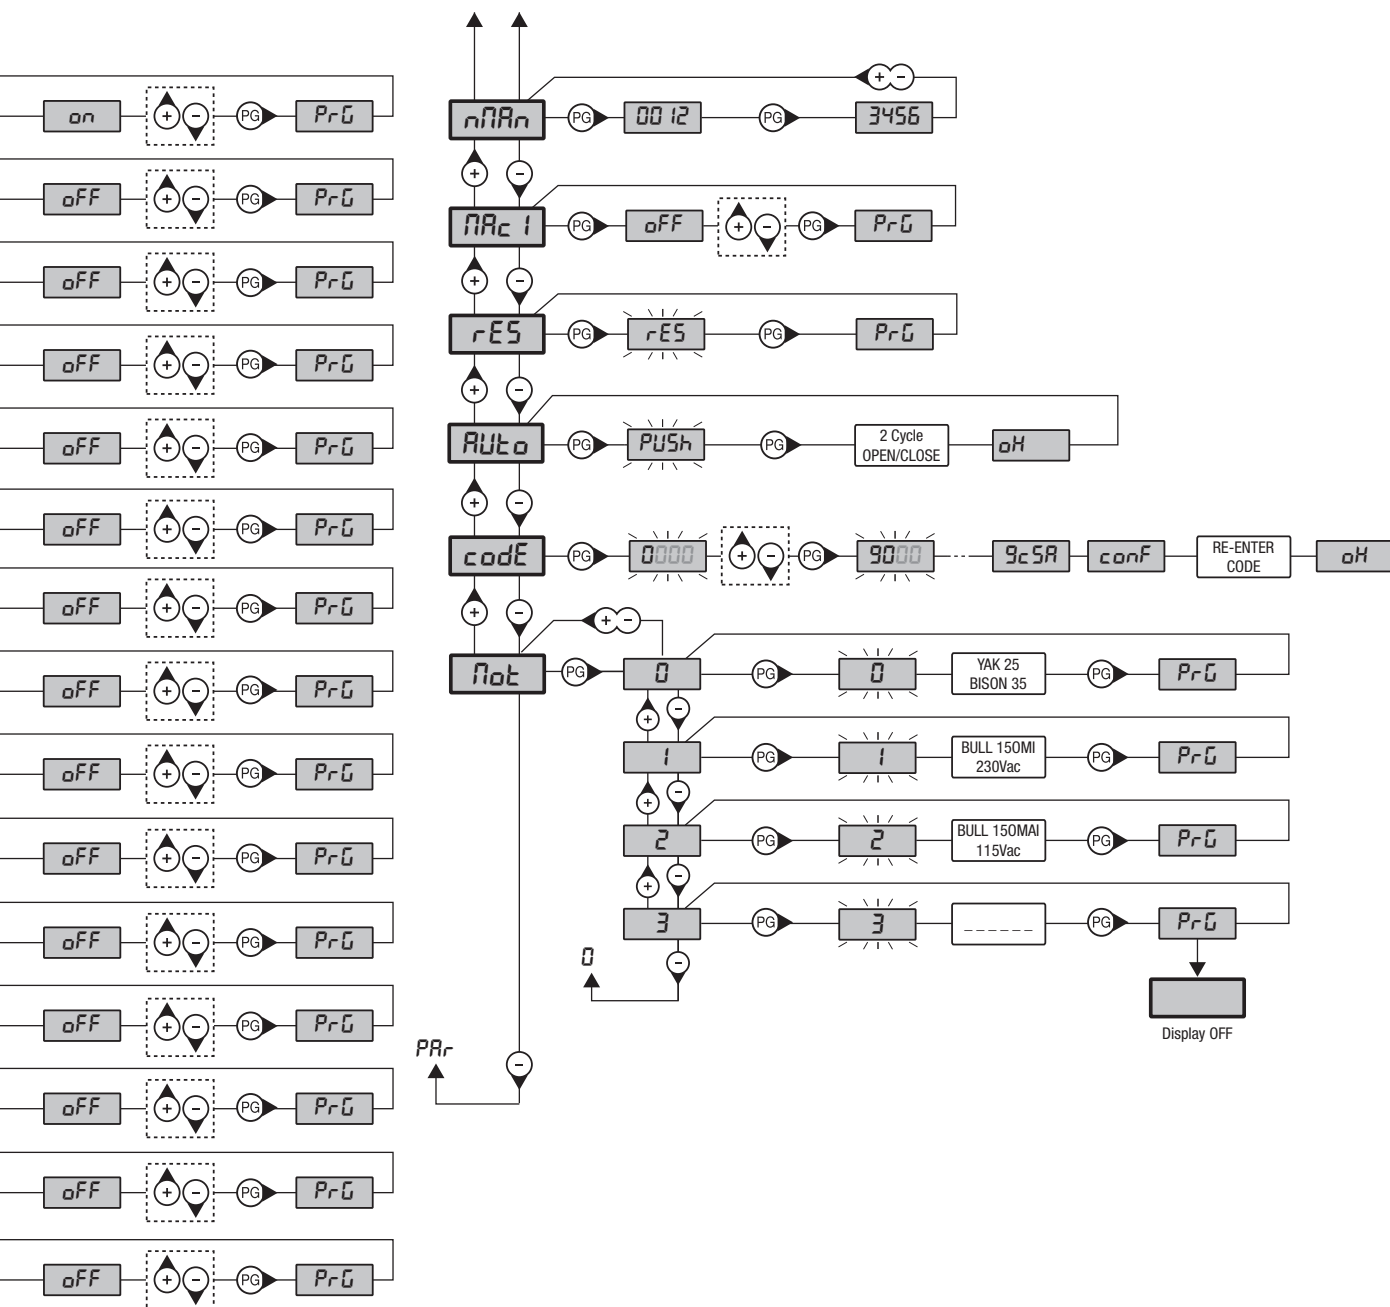 on + - PG PrG
oFF + - PG PrG
oFF + - PG PrG
oFF + - PG PrG
oFF + - PG PrG
oFF + - PG PrG
oFF + - PG PrG
oFF + - PG PrG
oFF + - PG PrG
oFF + - PG PrG
oFF + - PG PrG
oFF + - PG PrG
oFF + - PG PrG
oFF + - PG PrG
oFF + - PG PrG
+ -
nMAn PG 0012 PG 3456
+ -
MAc1 PG oFF + - PG PrG
+ -
rES PG rES PG PrG
+ -
AUto PG PUSh PG 2 Cycle
OPEN/CLOSE oK
+ -
codE PG 0000 + - PG 9000 9c5A conF RE-ENTER
CODE oK
+ -
+ -
Mot PG 0 PG 0 YAK 25
BISON 35 PG PrG
+ -
1 PG 1 BULL 150MI
230Vac PG PrG
+ -
2 PG 2 BULL 150MAI
115Vac PG PrG
+ -
3 PG 3 _ _ _ _ _ _ PG PrG
0 -
Display OFF
PAr -